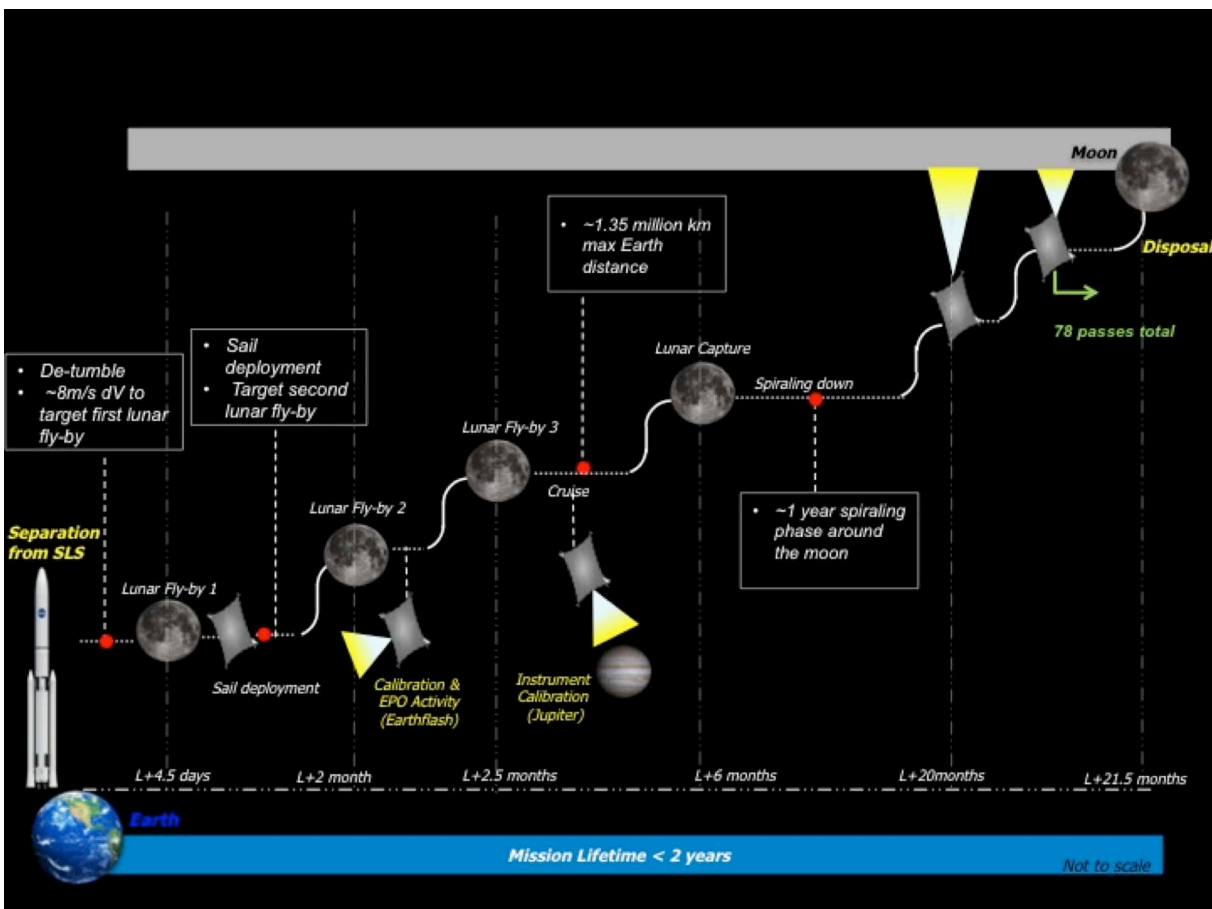 Moon
• ~1.35 million km
max Earth
distance
Disposal
78 passes total
• De-tumble
• ~8m/s dV to
target first lunar
fly-by
• Sail
deployment
• Target second
lunar fly-by
Lunar Capture
Spiraling down
Lunar Fly-by 3
Cruise
• ~1 year spiraling
phase around
the moon
Lunar Fly-by 2
Separation
from SLS
Lunar Fly-by 1
Sail deployment
Calibration &
EPO Activity
(Earthflash)
Instrument
Calibration
(Jupiter)
L+4.5 days
L+2 month
L+2.5 months
L+6 months
L+20months
L+21.5 months
Earth
Mission Lifetime < 2 years
Not to scale